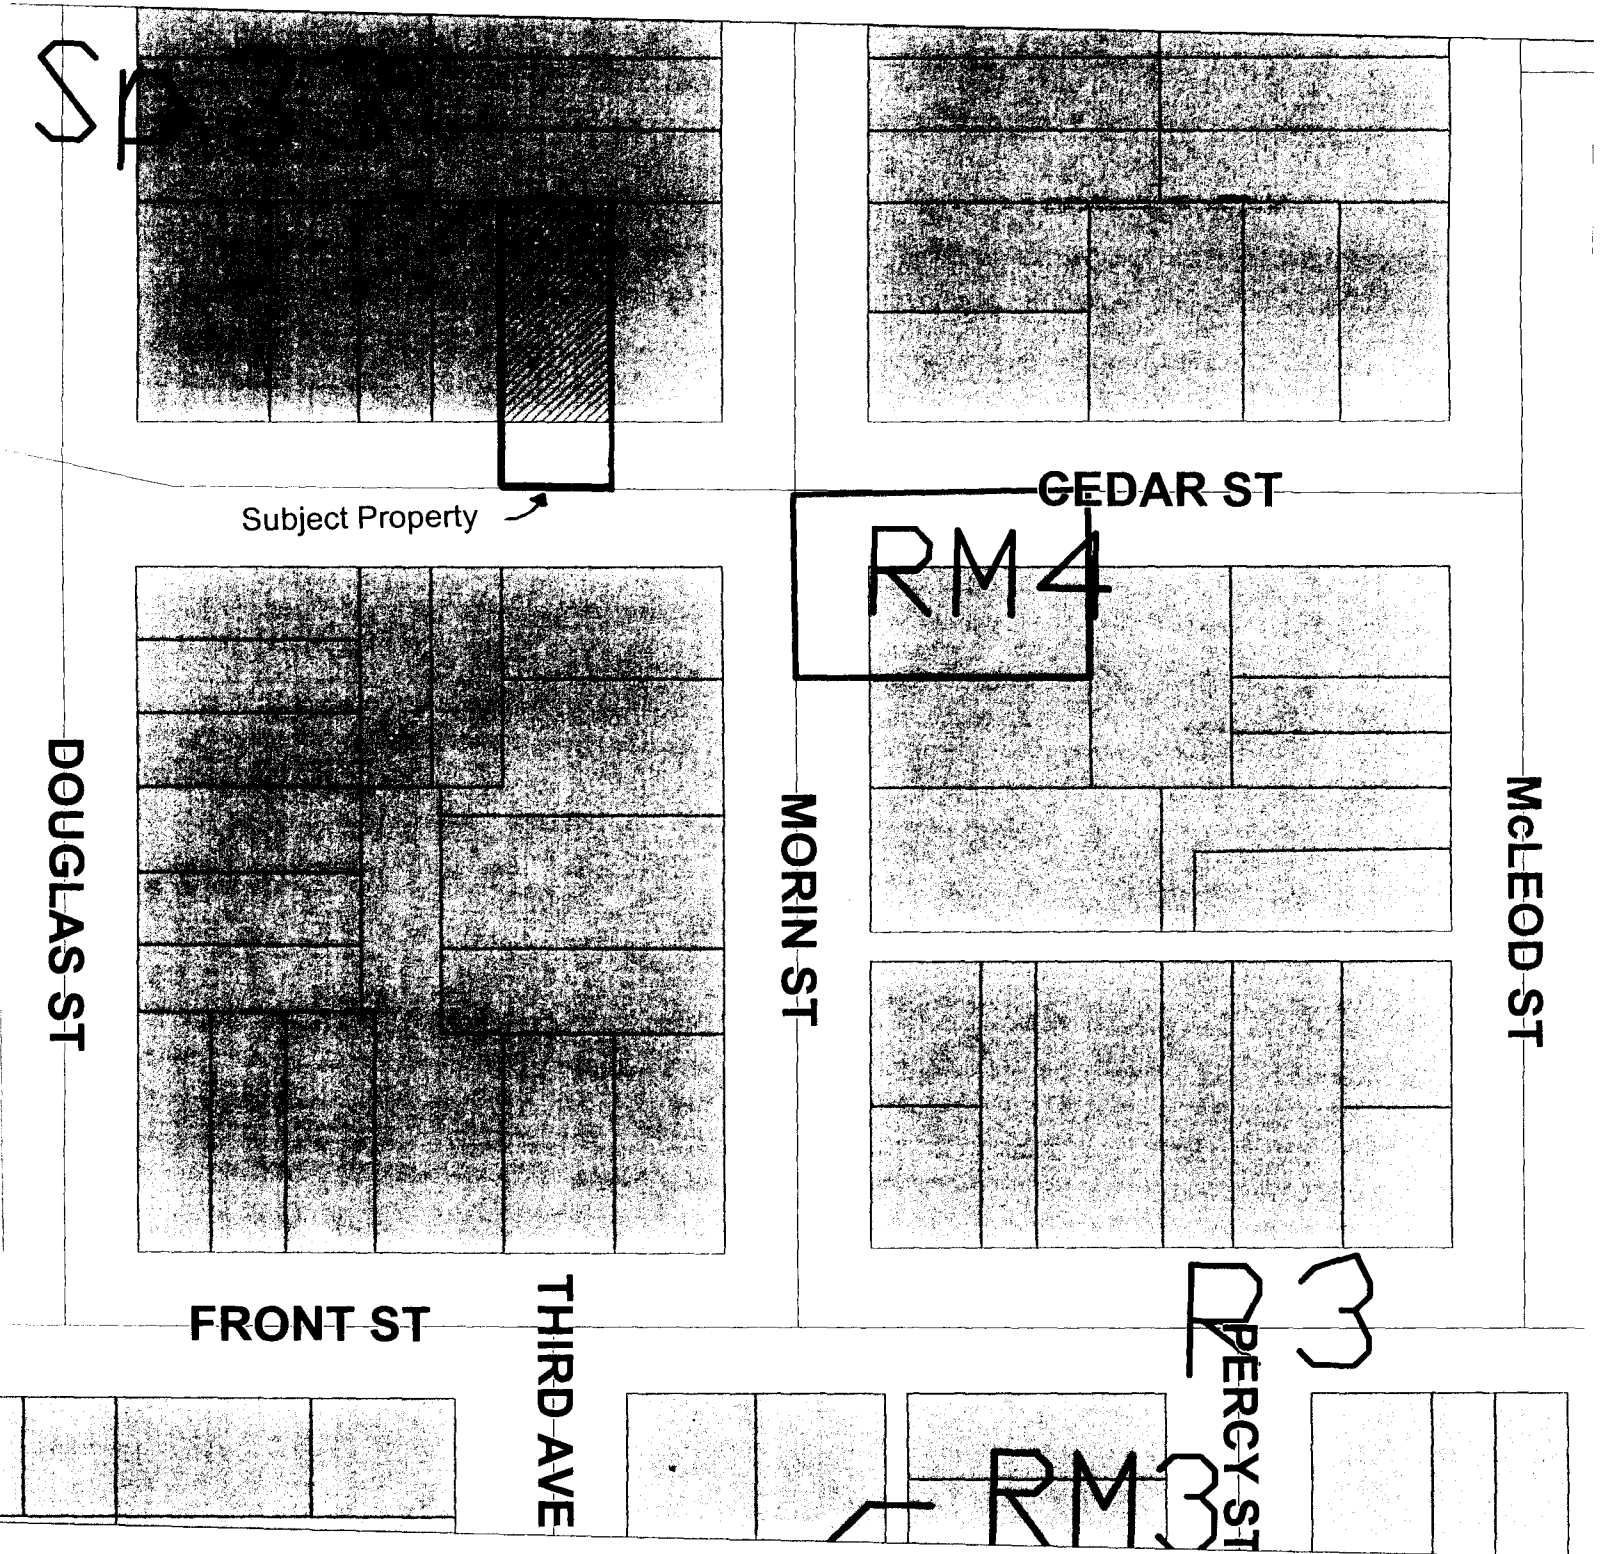 Sp
CEDAR ST
Subject Property
RM4
DOUGLAS ST
MORIN ST
McLEOD ST
R3
FRONT ST
THIRD AVE
PERCY ST
RM3